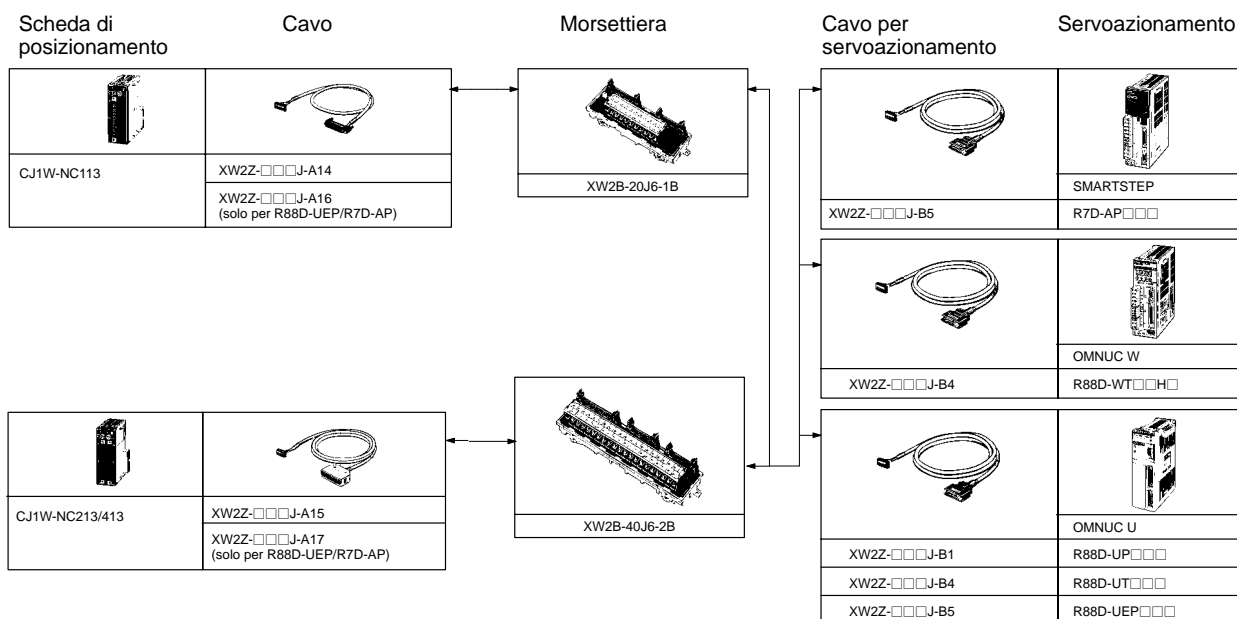 Scheda di
posizionamento
Cavo
Morsettiera
Cavo per
servoazionamento
Servoazionamento
CJ1W-NC113
XW2Z-□□□J-A14
XW2Z-□□□J-A16
(solo per R88D-UEP/R7D-AP)
XW2B-20J6-1B
SMARTSTEP
XW2Z-□□□J-B5
R7D-AP□□□
OMNUC W
XW2Z-□□□J-B4
R88D-WT□□H□
CJ1W-NC213/413
XW2Z-□□□J-A15
XW2Z-□□□J-A17
(solo per R88D-UEP/R7D-AP)
XW2B-40J6-2B
OMNUC U
XW2Z-□□□J-B1
R88D-UP□□□
XW2Z-□□□J-B4
R88D-UT□□□
XW2Z-□□□J-B5
R88D-UEP□□□